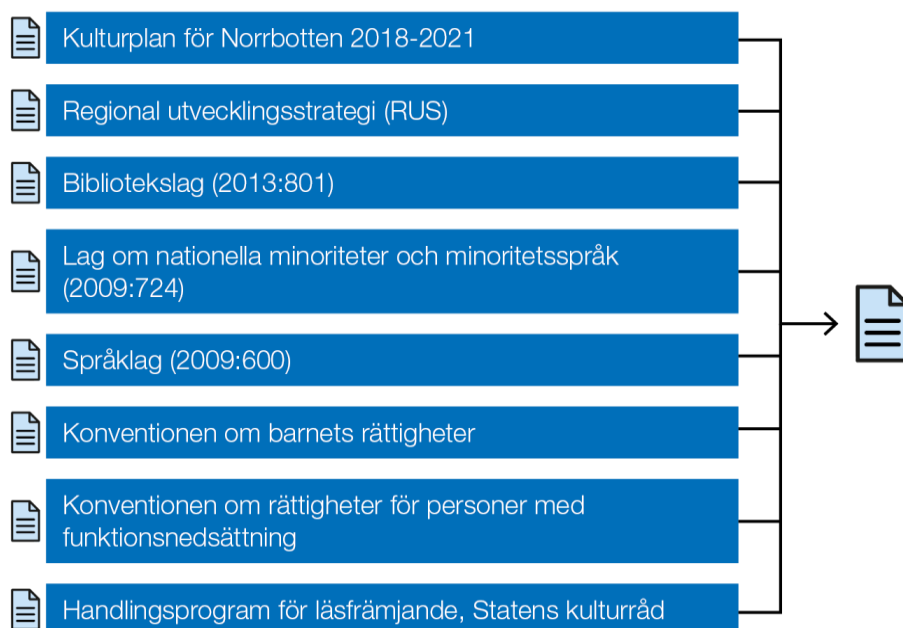 Kulturplan för Norrbotten 2018-2021
Regional utvecklingsstrategi (RUS)
Bibliotekslag (2013:801)
Lag om nationella minoriteter och minoritetsspråk
(2009:724)
Språklag (2009:600)
Konventionen om barnets rättigheter
Konventionen om rättigheter för personer med
funktionsnedsättning
Handlingsprogram för läsfrämjande, Statens kulturråd